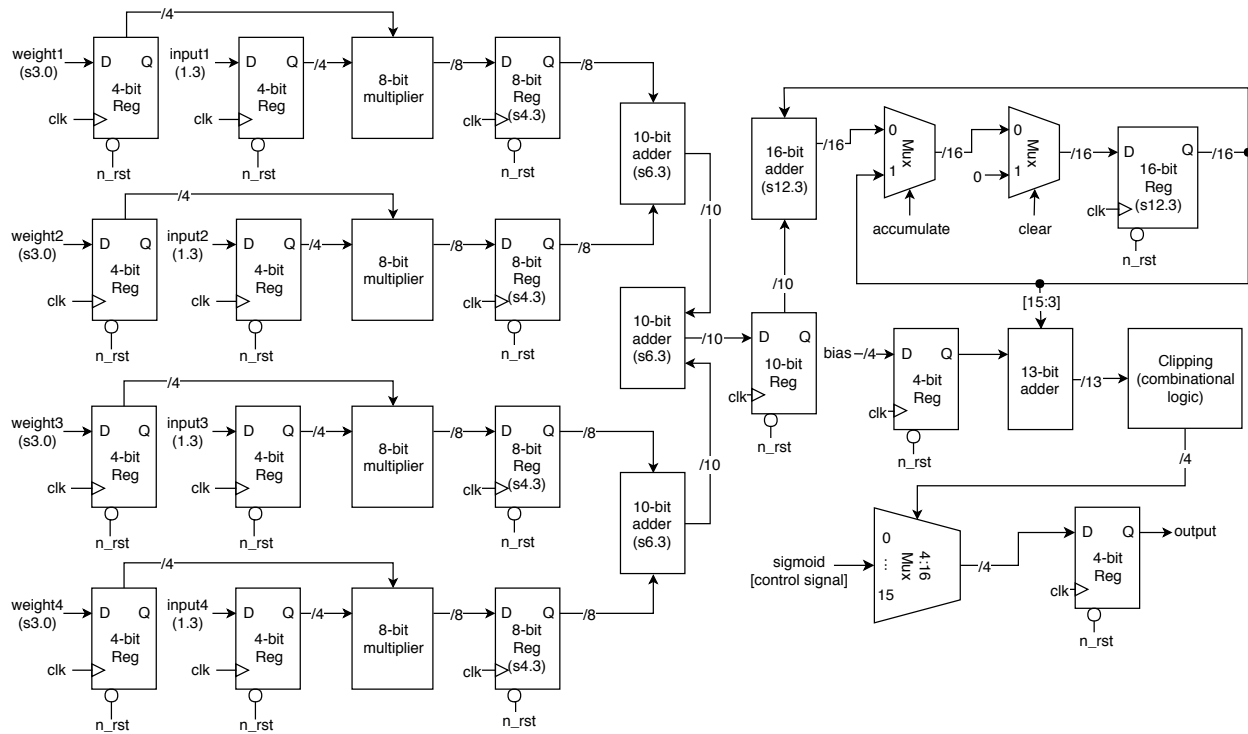 /4
weight1
(s3.0)
D
Q
4-bit
Reg
clk
n_rst
input1
(1.3)
D
Q
4-bit
Reg
clk
n_rst
/4
8-bit
multiplier
/8
D
Q
8-bit
Reg
(s4.3)
clk
n_rst
/8
/4
weight2
(s3.0)
D
Q
4-bit
Reg
clk
n_rst
input2
(1.3)
D
Q
4-bit
Reg
clk
n_rst
/4
8-bit
multiplier
/8
D
Q
8-bit
Reg
(s4.3)
clk
n_rst
/8
/4
weight3
(s3.0)
D
Q
4-bit
Reg
clk
n_rst
input3
(1.3)
D
Q
4-bit
Reg
clk
n_rst
/4
8-bit
multiplier
/8
D
Q
8-bit
Reg
(s4.3)
clk
n_rst
/8
/4
weight4
(s3.0)
D
Q
4-bit
Reg
clk
n_rst
input4
(1.3)
D
Q
4-bit
Reg
clk
n_rst
/4
8-bit
multiplier
/8
D
Q
8-bit
Reg
(s4.3)
clk
n_rst
/8
10-bit
adder
(s6.3)
/10
10-bit
adder
(s6.3)
/10
10-bit
adder
(s6.3)
/10
D
Q
10-bit
Reg
clk
n_rst
/10
16-bit
adder
(s12.3)
/16
0
Mux
1
accumulate
/16
0
Mux
0
1
clear
/16
D
Q
16-bit
Reg
(s12.3)
clk
n_rst
/16
[15:3]
bias
/4
D
Q
4-bit
Reg
clk
n_rst
13-bit
adder
/13
Clipping
(combinational
logic)
/4
sigmoid
[control signal]
0
...
15
4:16
Mux
/4
D
Q
4-bit
Reg
clk
n_rst
output